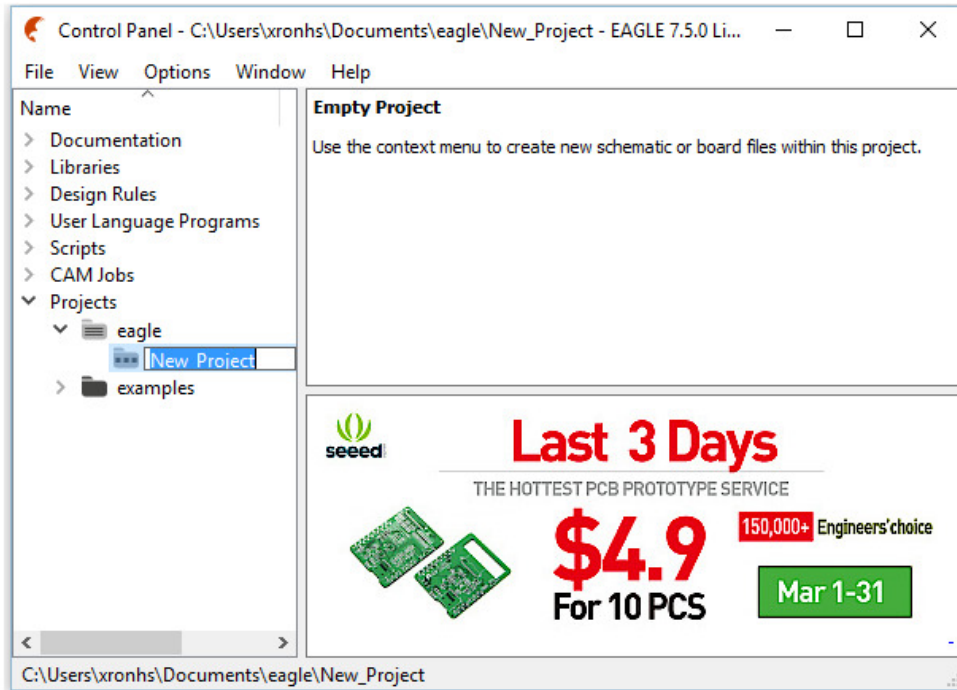 Control Panel - C:\Users\xronhs\Documents\eagle\New_Project - EAGLE 7.5.0 Li...
File View Options Window Help
Name
Documentation
Libraries
Design Rules
User Language Programs
Scripts
CAM Jobs
Projects
eagle
New_Project
examples
Empty Project
Use the context menu to create new schematic or board files within this project.
seeed
Last 3 Days
THE HOTTEST PCB PROTOTYPE SERVICE
$4.9
For 10 PCS
150,000+ Engineers'choice
Mar 1-31
C:\Users\xronhs\Documents\eagle\New_Project